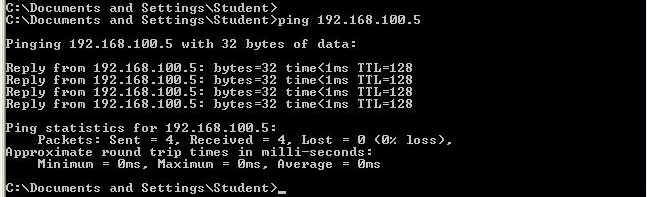 C:\Documents and Settings\Student>
C:\Documents and Settings\Student>ping 192.168.100.5
Pinging 192.168.100.5 with 32 bytes of data:
Reply from 192.168.100.5: bytes=32 time<1ms TTL=128
Reply from 192.168.100.5: bytes=32 time<1ms TTL=128
Reply from 192.168.100.5: bytes=32 time<1ms TTL=128
Reply from 192.168.100.5: bytes=32 time<1ms TTL=128
Ping statistics for 192.168.100.5:
    Packets: Sent = 4, Received = 4, Lost = 0 (0% loss),
Approximate round trip times in milli-seconds:
    Minimum = 0ms, Maximum = 0ms, Average = 0ms
C:\Documents and Settings\Student>_